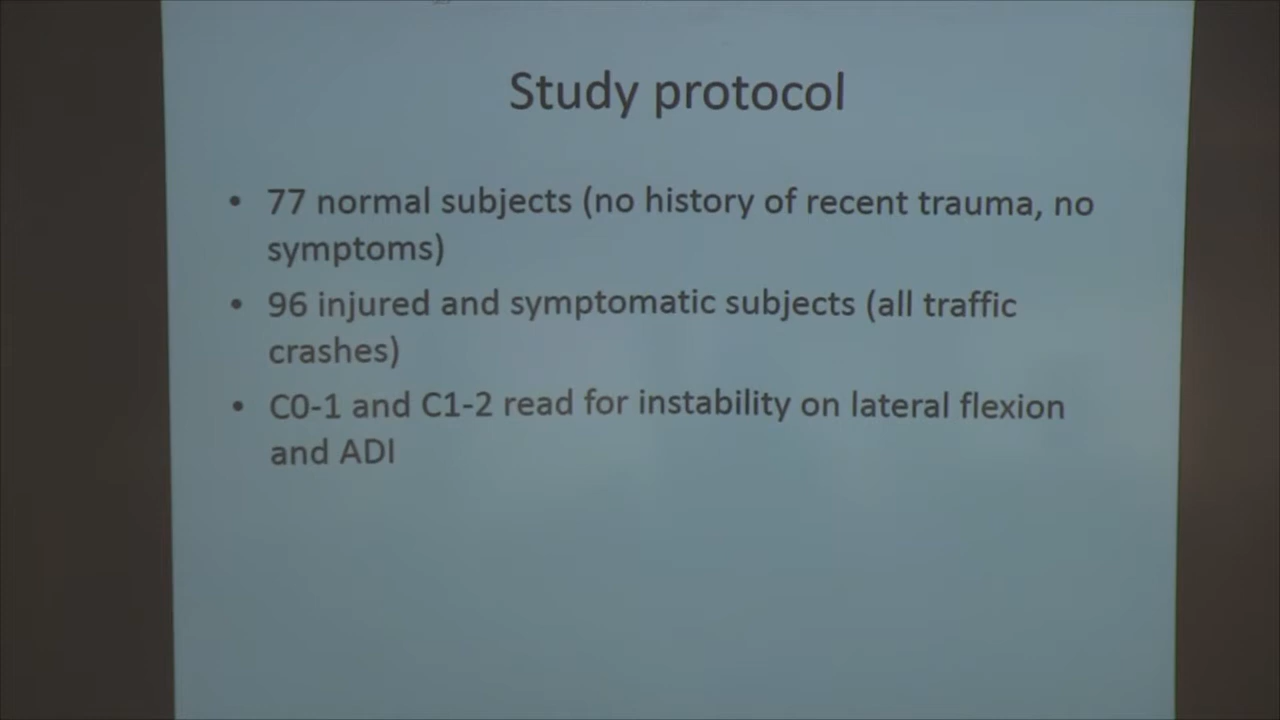 Study protocol
• 77 normal subjects (no history of recent trauma, no
symptoms)
• 96 injured and symptomatic subjects (all traffic
crashes)
• C0-1 and C1-2 read for instability on lateral flexion
and ADI